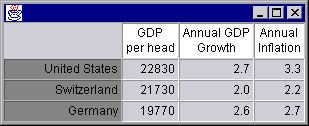 GDP per head Annual GDP Growth Annual Inflation
United States 22830 2.7 3.3
Switzerland 21730 2.0 2.2
Germany 19770 2.6 2.7